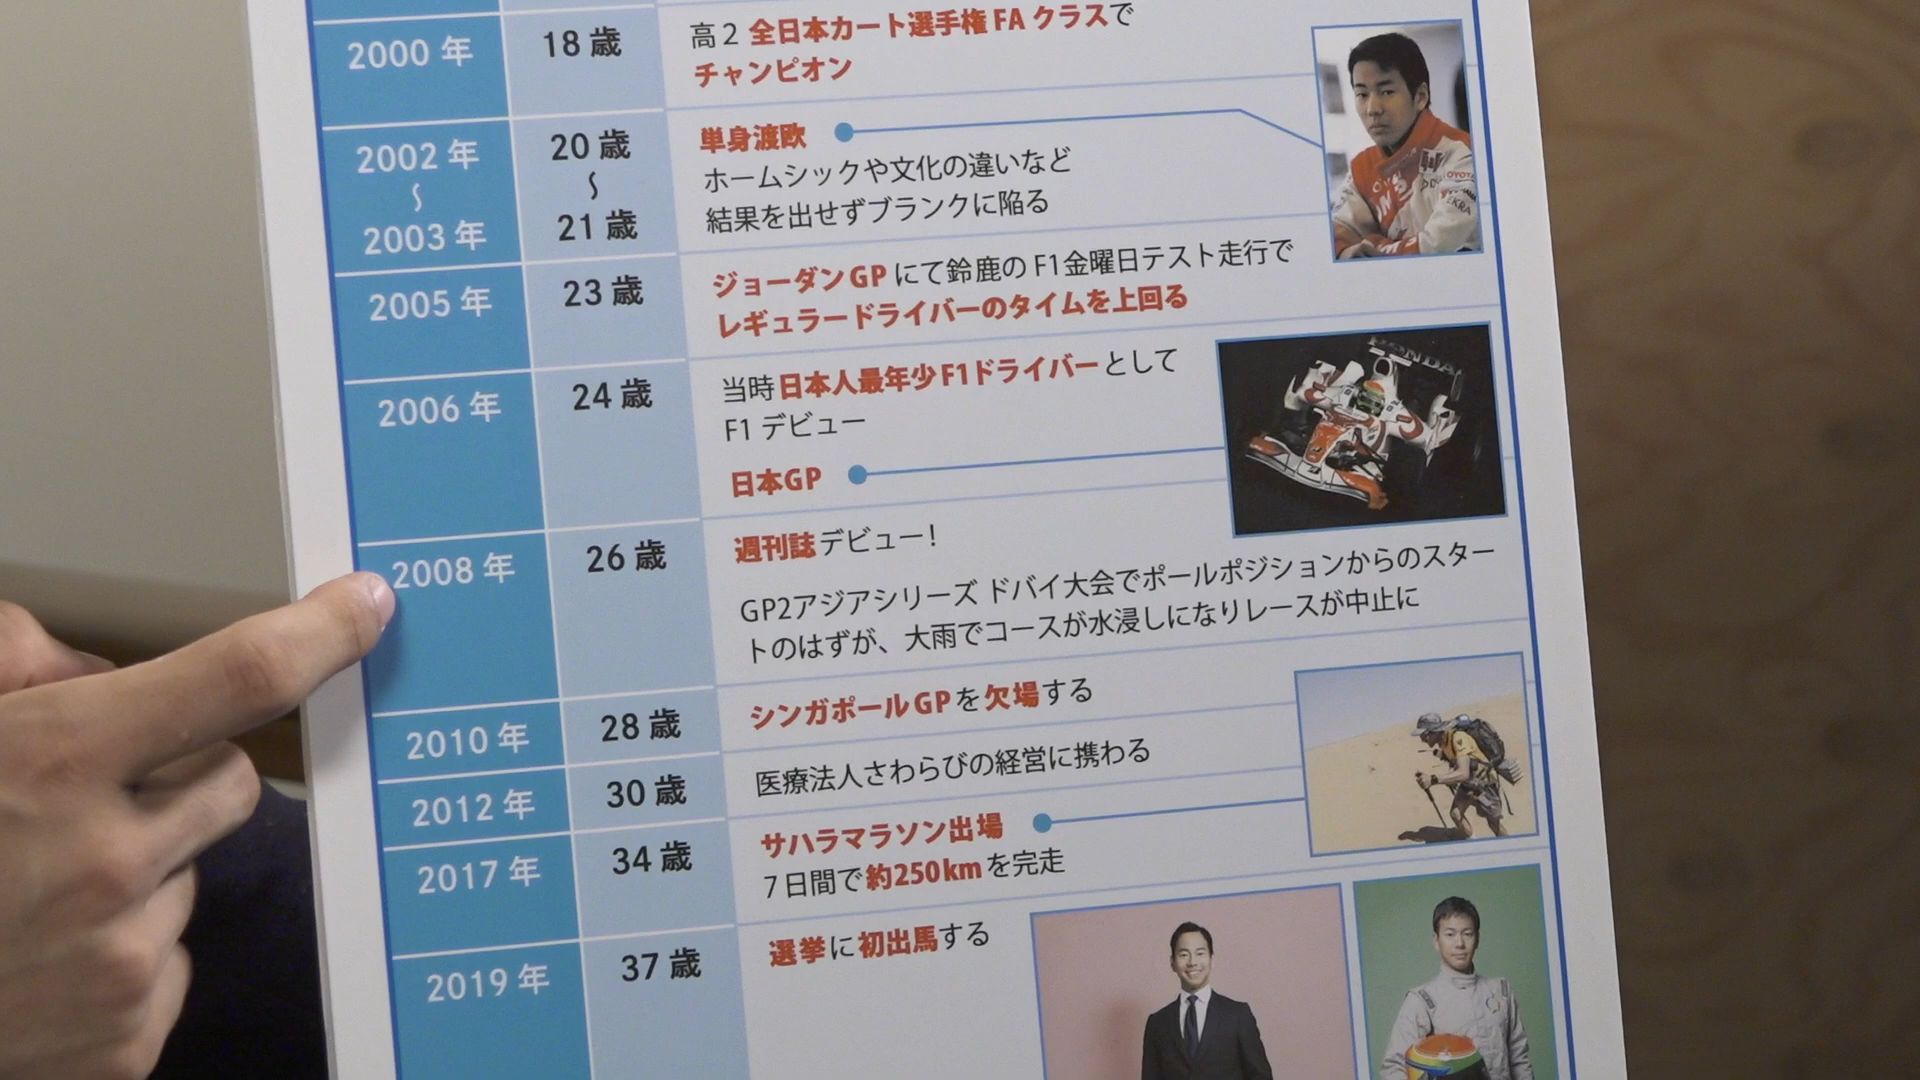 2000年 18歳 高2 全日本カート選手権 FA クラスで
チャンピオン
2002年
〜
2003年
20歳
〜
21歳
単身渡欧
ホームシックや文化の違いなど
結果を出せずブランクに陥る
2005年 23歳 ジョーダンGP にて鈴鹿の F1金曜日テスト走行で
レギュラードライバーのタイムを上回る
2006年 24歳 当時 日本人最年少F1ドライバー として
F1 デビュー
日本GP
HONDA
2008年 26歳 週刊誌デビュー!
GP2アジアシリーズ ドバイ大会でポールポジションからのスター
トのはずが、大雨でコースが水浸しになりレースが中止に
2010年 28歳 シンガポールGPを欠場する
2012年 30歳 医療法人さわらびの経営に携わる
2017年 34歳 サハラマラソン出場
7日間で約250kmを完走
2019年 37歳 選挙に初出馬する